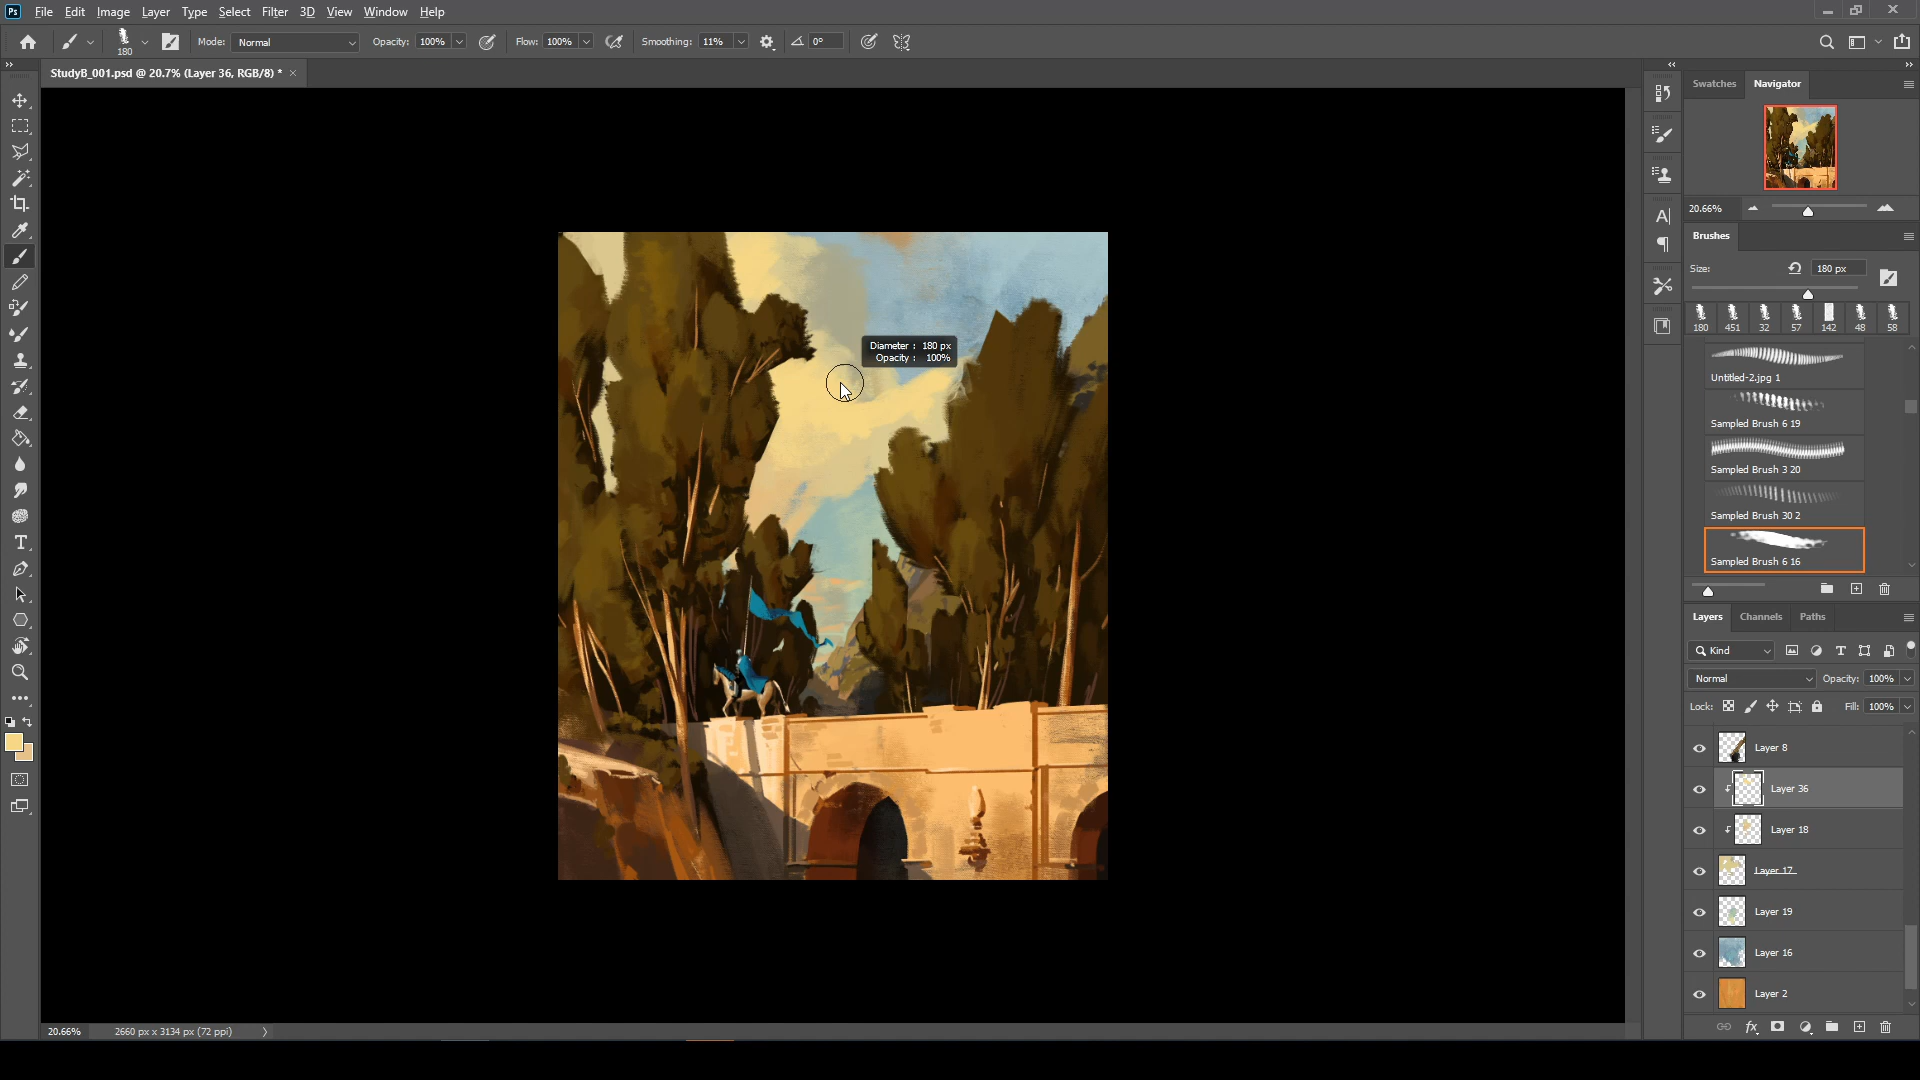 Ps File Edit Image Layer Type Select Filter 3D View Window Help
180 Mode: Normal Opacity: 100% Flow: 100% Smoothing: 11% 0°
StudyB_001.psd @ 20.7% (Layer 36, RGB/8) * ×
Swatches Navigator
20.66%
Brushes
Size: 180 px
180 451 32 57 142 48 58
Untitled-2.jpg 1
Sampled Brush 6 19
Sampled Brush 3 20
Sampled Brush 30 2
Sampled Brush 6 16
Diameter : 180 px
Opacity : 100%
Layers Channels Paths
Kind
Normal Opacity: 100%
Lock: Fill: 100%
Layer 8
Layer 36
Layer 18
Layer 17
Layer 19
Layer 16
Layer 2
20.66% 2660 px x 3134 px (72 ppi)